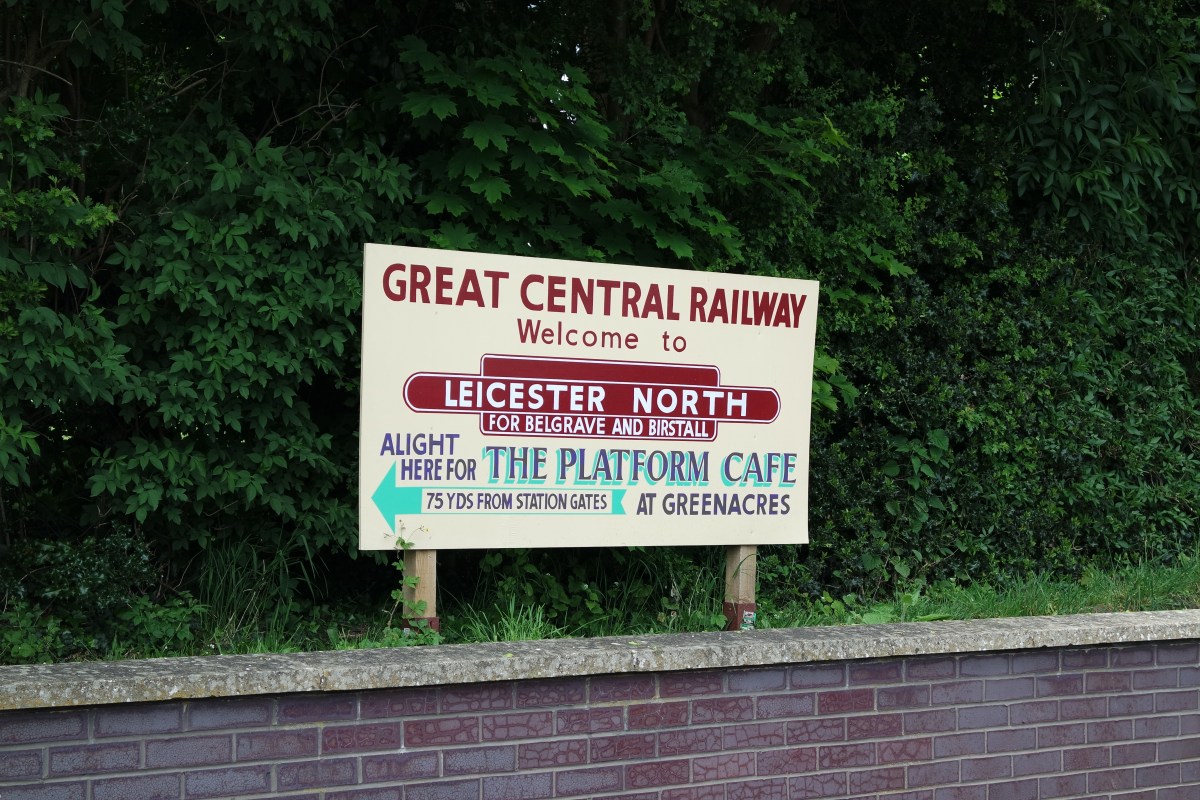 GREAT CENTRAL RAILWAY
Welcome to
LEICESTER NORTH
FOR BELGRAVE AND BIRSTALL
ALIGHT
HERE FOR THE PLATFORM CAFE
75 YDS FROM STATION GATES AT GREENACRES